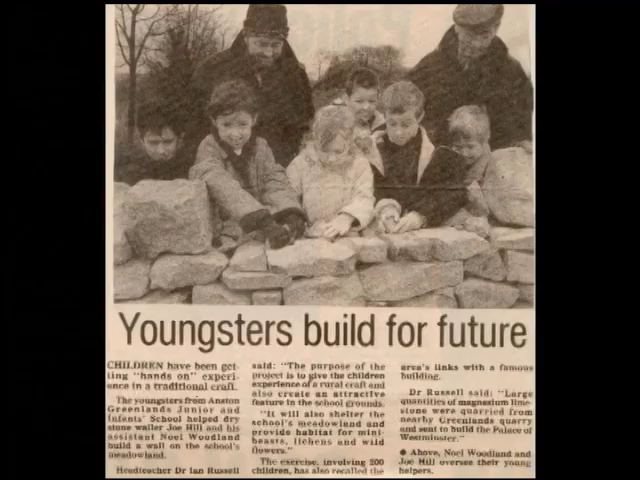 Youngsters build for future
CHILDREN have been get-
ting "hands on" experi-
ence in a traditional craft.
The youngsters from Anston
Greenlands Junior and
Infants' School helped dry
stone waller Joe Hill and his
assistant Noel Woodland
build a wall on the school's
meadowland.
Headteacher Dr Ian Russell
said: "The purpose of the
project is to give the children
experience of a rural craft and
also create an attractive
feature in the school grounds.
"It will also shelter the
school's meadowland and
provide habitat for mini-
beasts, lichens and wild
flowers."
The exercise, involving 200
children, has also recalled the
area's links with a famous
building.
Dr Russell said: "Large
quantities of magnesium lime-
stone were quarried from
nearby Greenlands quarry
and sent to build the Palace of
Westminster."
● Above, Noel Woodland and
Joe Hill oversee their young
helpers.